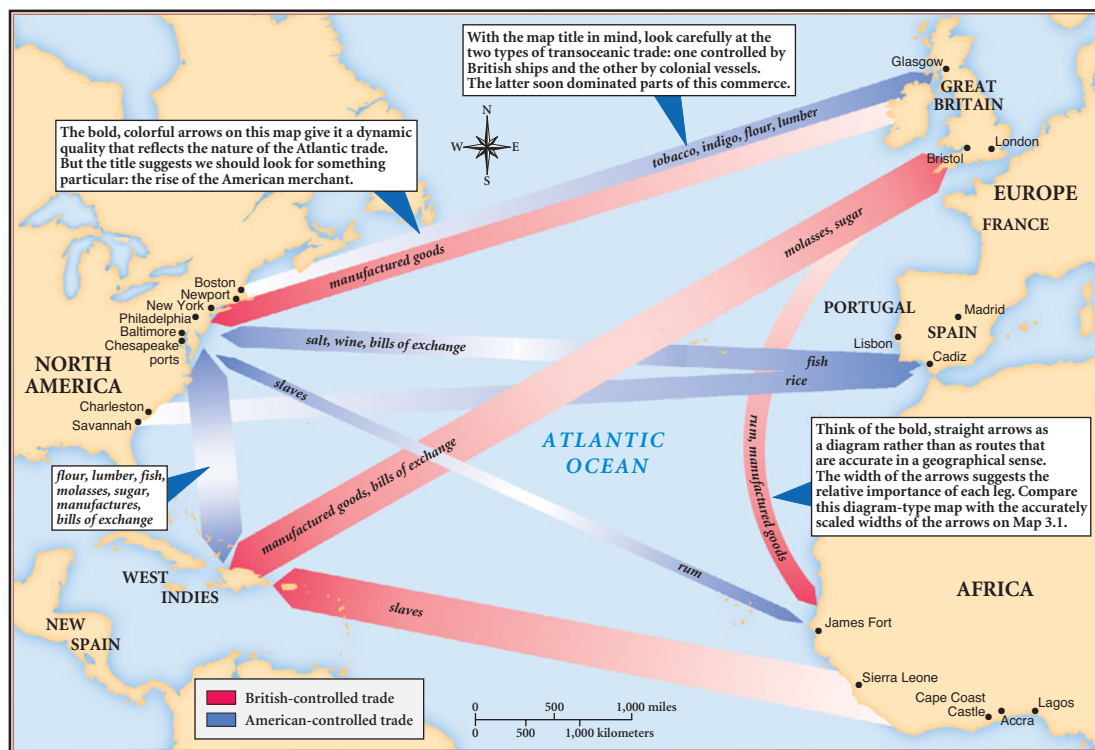 With the map title in mind, look carefully at
the two types of transoceanic trade: one controlled by
British ships and the other by colonial vessels.
The latter soon dominated parts of this commerce.
The bold, colorful arrows on this map give it a dynamic
quality that reflects the nature of the Atlantic trade.
But the title suggests we should look for something
particular: the rise of the American merchant.
N
W
E
S
Glasgow
GREAT
BRITAIN
London
Bristol
EUROPE
FRANCE
tobacco, indigo, flour, lumber
manufactured goods
molasses, sugar
Boston
Newport
New York
Philadelphia
Baltimore
Chesapeake
ports
NORTH
AMERICA
Charleston
Savannah
PORTUGAL
Madrid
SPAIN
Lisbon
Cadiz
salt, wine, bills of exchange
fish
rice
slaves
ATLANTIC
OCEAN
rum, manufactured goods
Think of the bold, straight arrows as
a diagram rather than as routes that
are accurate in a geographical sense.
The width of the arrows suggests the
relative importance of each leg. Compare
this diagram-type map with the accurately
scaled widths of the arrows on Map 3.1.
flour, lumber, fish,
molasses, sugar,
manufactures,
bills of exchange
manufactured goods, bills of exchange
rum
WEST
INDIES
slaves
AFRICA
NEW
SPAIN
James Fort
Sierra Leone
Cape Coast
Castle
Accra
Lagos
British-controlled trade
American-controlled trade
0 500 1,000 miles
0 500 1,000 kilometers